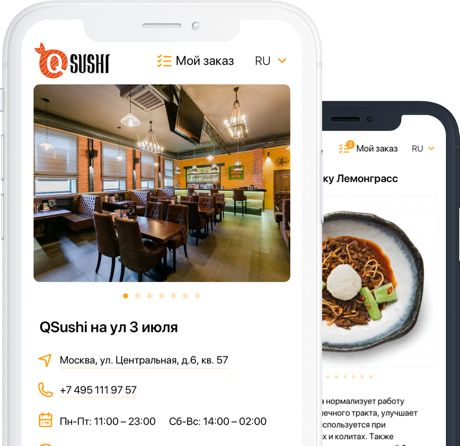 QSUSHI
Мой заказ
RU
QSushi на ул 3 июля
Москва, ул. Центральная, д.6, кв. 57
+7 495 111 97 57
Пн-Пт: 11:00 – 23:00 Сб-Вс: 14:00 – 02:00
Мой заказ
RU
ку Лемонграсс
а нормализует работу
ечного тракта, улучшает
спользуется при
х и колитах. Также